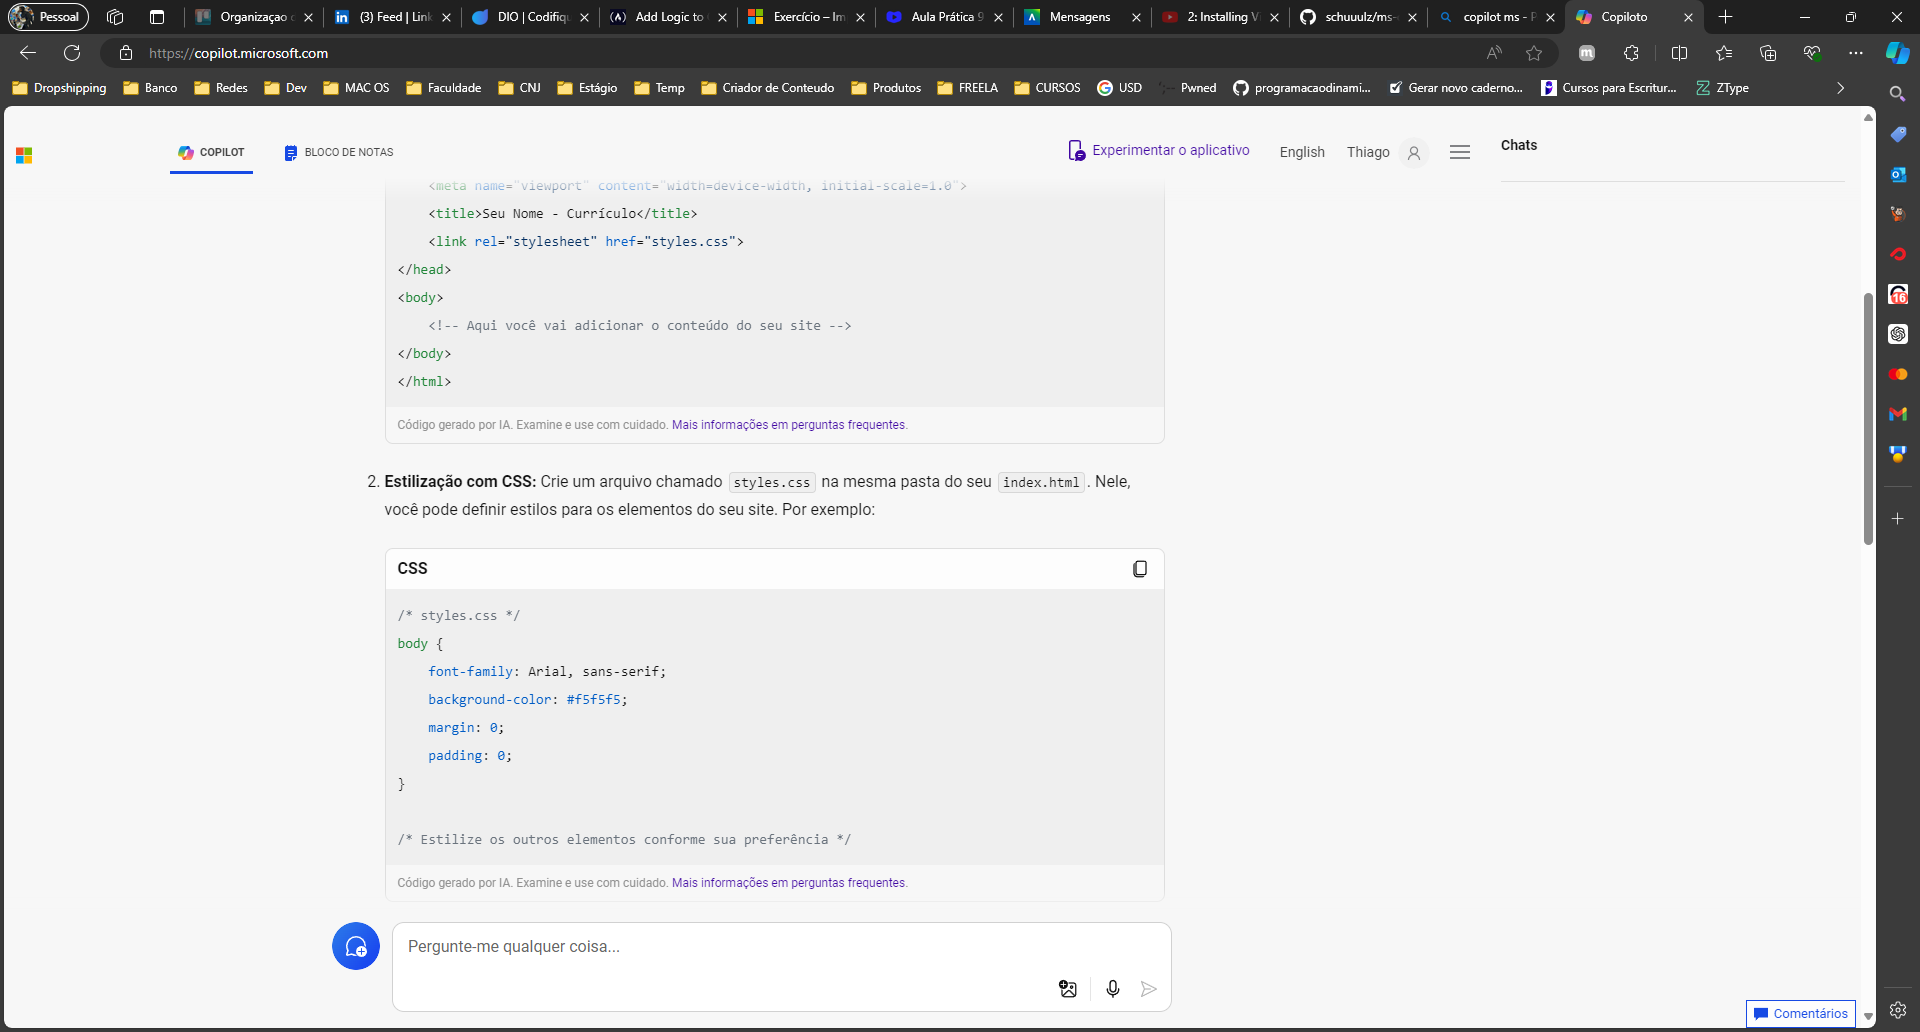 Pessoal
Organizaçao d
(3) Feed | Link
DIO | Codifiqu
Add Logic to
Exercício – Im
Aula Prática 9
Mensagens
2: Installing Vi
schuuulz/ms-
copilot ms - P
Copiloto
https://copilot.microsoft.com
Dropshipping
Banco
Redes
Dev
MAC OS
Faculdade
CNJ
Estágio
Temp
Criador de Conteudo
Produtos
FREELA
CURSOS
USD
Pwned
programacaodinami...
Gerar novo caderno...
Cursos para Escritur...
ZType
COPILOT
BLOCO DE NOTAS
Experimentar o aplicativo
English
Thiago
Chats
<meta name="viewport" content="width=device-width, initial-scale=1.0">
<title>Seu Nome - Currículo</title>
<link rel="stylesheet" href="styles.css">
</head>
<body>
<!-- Aqui você vai adicionar o conteúdo do seu site -->
</body>
</html>
Código gerado por IA. Examine e use com cuidado. Mais informações em perguntas frequentes.
2. Estilização com CSS: Crie um arquivo chamado styles.css na mesma pasta do seu index.html. Nele,
você pode definir estilos para os elementos do seu site. Por exemplo:
CSS
/* styles.css */
body {
font-family: Arial, sans-serif;
background-color: #f5f5f5;
margin: 0;
padding: 0;
}
/* Estilize os outros elementos conforme sua preferência */
Código gerado por IA. Examine e use com cuidado. Mais informações em perguntas frequentes.
Pergunte-me qualquer coisa...
Comentários
16